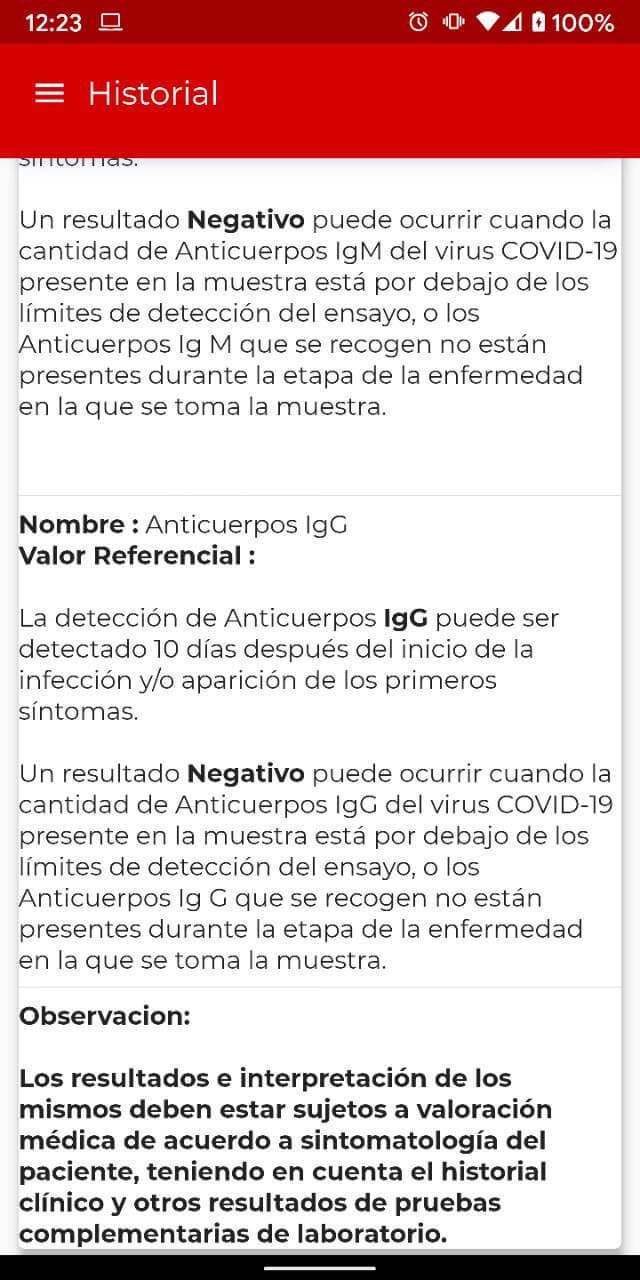 12:23
100%
Historial
síntomas.
Un resultado Negativo puede ocurrir cuando la
cantidad de Anticuerpos IgM del virus COVID-19
presente en la muestra está por debajo de los
límites de detección del ensayo, o los
Anticuerpos Ig M que se recogen no están
presentes durante la etapa de la enfermedad
en la que se toma la muestra.
Nombre : Anticuerpos IgG
Valor Referencial :
La detección de Anticuerpos IgG puede ser
detectado 10 días después del inicio de la
infección y/o aparición de los primeros
síntomas.
Un resultado Negativo puede ocurrir cuando la
cantidad de Anticuerpos IgG del virus COVID-19
presente en la muestra está por debajo de los
límites de detección del ensayo, o los
Anticuerpos Ig G que se recogen no están
presentes durante la etapa de la enfermedad
en la que se toma la muestra.
Observacion:
Los resultados e interpretación de los
mismos deben estar sujetos a valoración
médica de acuerdo a sintomatología del
paciente, teniendo en cuenta el historial
clínico y otros resultados de pruebas
complementarias de laboratorio.